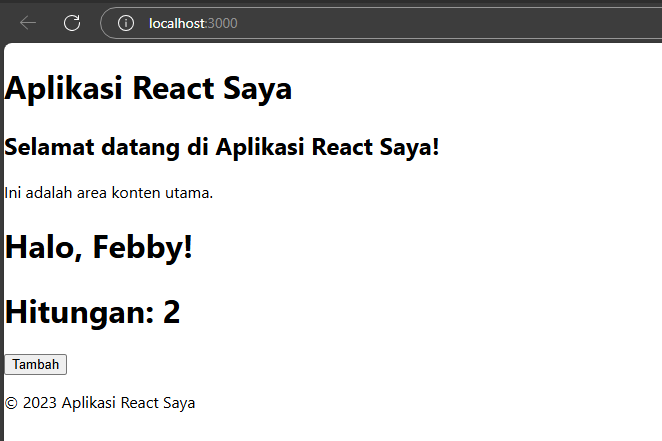 localhost:3000
Aplikasi React Saya
Selamat datang di Aplikasi React Saya!
Ini adalah area konten utama.
Halo, Febby!
Hitungan: 2
Tambah
© 2023 Aplikasi React Saya